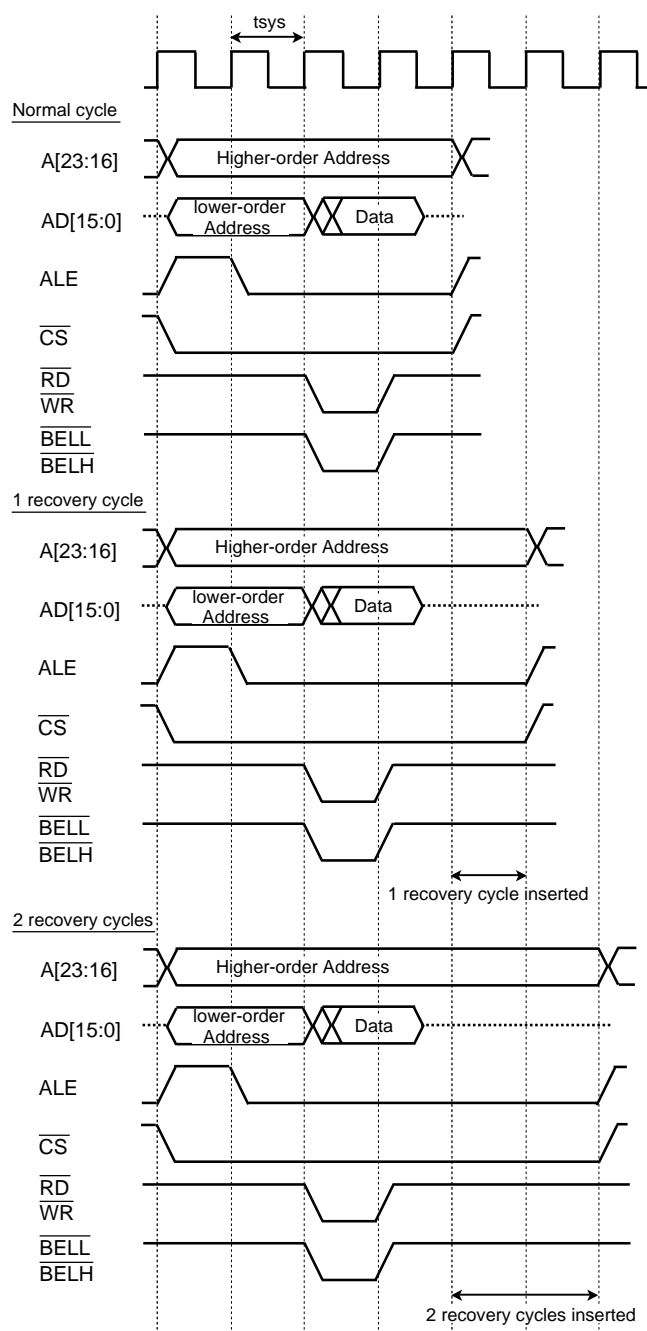 tsys
Normal cycle
A[23:16]
Higher-order Address
AD[15:0]
lower-order
Address
Data
ALE
CS
RD
WR
BELL
BELH
1 recovery cycle
A[23:16]
Higher-order Address
AD[15:0]
lower-order
Address
Data
ALE
CS
RD
WR
BELL
BELH
1 recovery cycle inserted
2 recovery cycles
A[23:16]
Higher-order Address
AD[15:0]
lower-order
Address
Data
ALE
CS
RD
WR
BELL
BELH
2 recovery cycles inserted